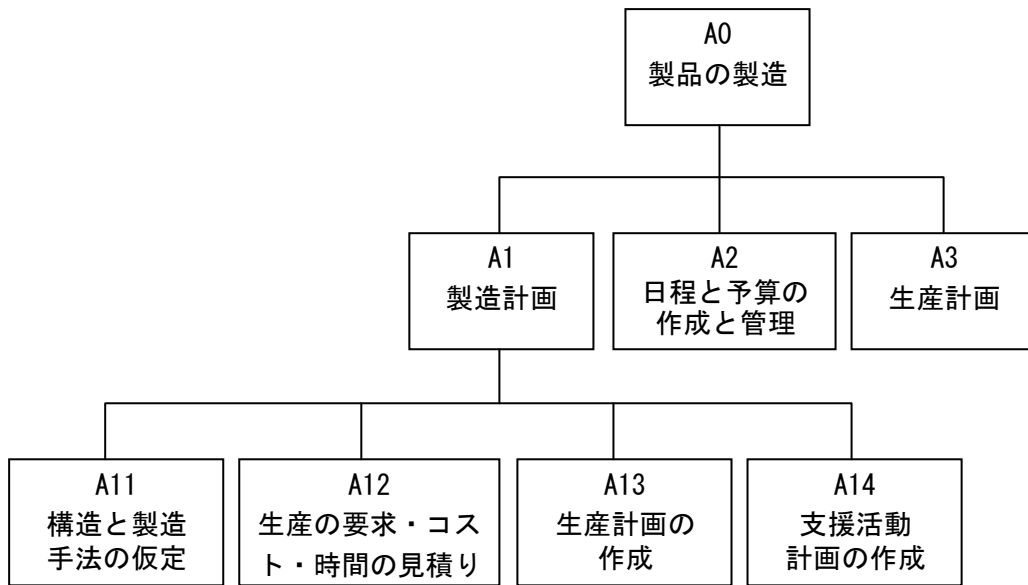 A0
製品の製造
A1
製造計画
A2
日程と予算の
作成と管理
A3
生産計画
A11
構造と製造
手法の仮定
A12
生産の要求・コス
ト・時間の見積り
A13
生産計画の
作成
A14
支援活動
計画の作成